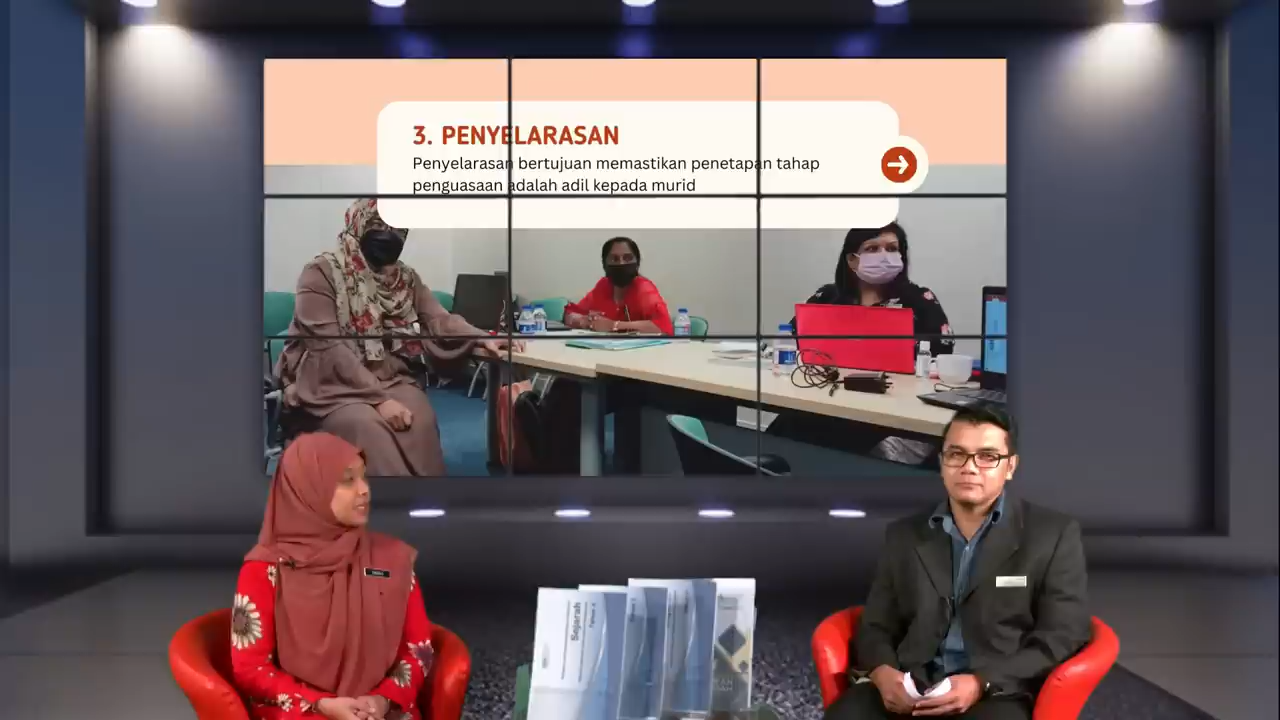 3. PENYELARASAN
Penyelarasan bertujuan memastikan penetapan tahap
penguasaan adalah adil kepada murid
Sejarah